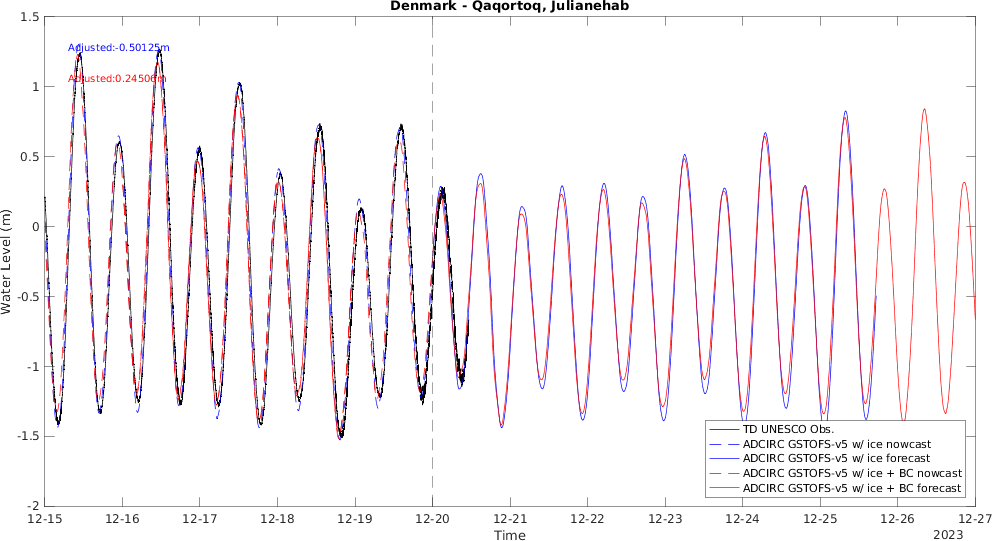 Denmark - Qaqortoq, Julianehab
1.5
1
0.5
0
-0.5
-1
-1.5
-2
Water Level (m)
Adjusted:-0.50125m
Adjusted:0.24506m
TD UNESCO Obs.
ADCIRC GSTOFS-v5 w/ ice nowcast
ADCIRC GSTOFS-v5 w/ ice forecast
ADCIRC GSTOFS-v5 w/ ice + BC nowcast
ADCIRC GSTOFS-v5 w/ ice + BC forecast
12-15 12-16 12-17 12-18 12-19 12-20 12-21 12-22 12-23 12-24 12-25 12-26 12-27
Time
2023